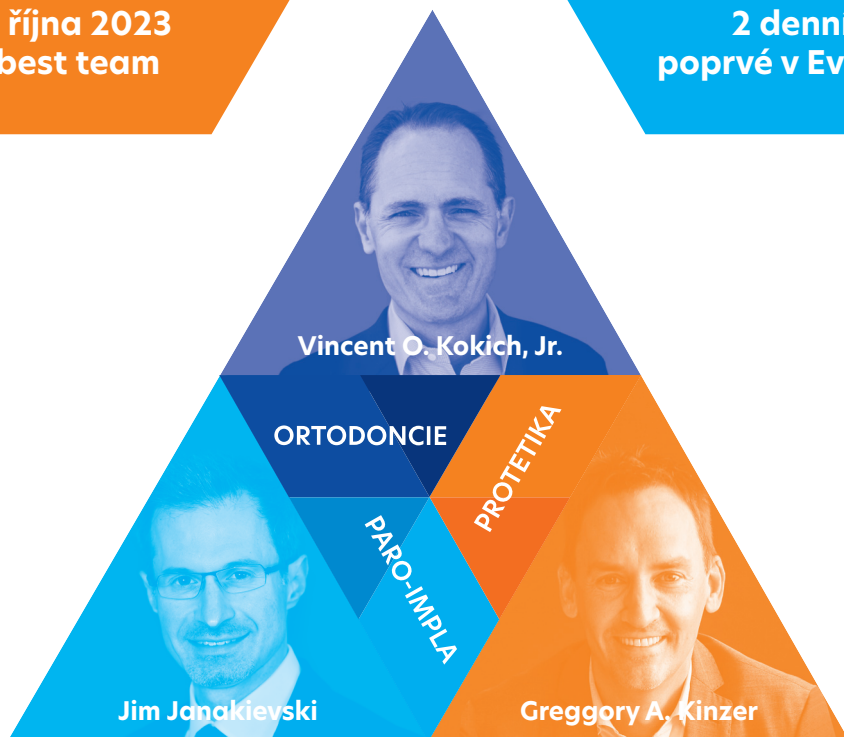 října 2023
best team
2 denní
poprvé v Ev
Vincent O. Kokich, Jr.
ORTODONCIE
PROTETIKA
PARO-IMPLA
Jim Janakievski
Greggory A. Kinzer